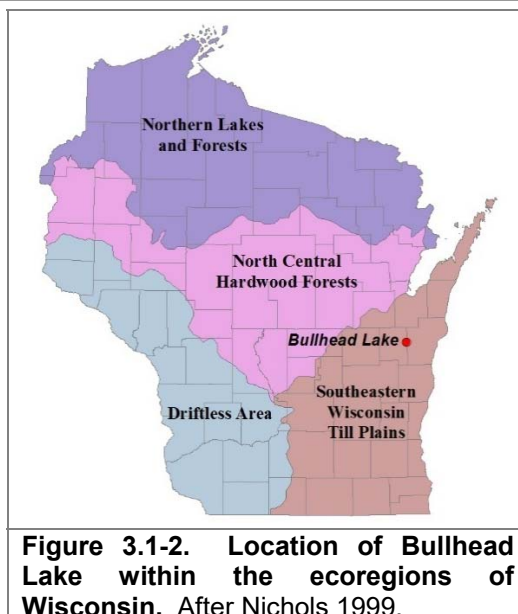 Northern Lakes
and Forests
North Central
Hardwood Forests
Bullhead Lake
Southeastern
Wisconsin
Till Plains
Driftless Area
Figure 3.1-2. Location of Bullhead
Lake within the ecoregions of
Wisconsin. After Nichols 1999.